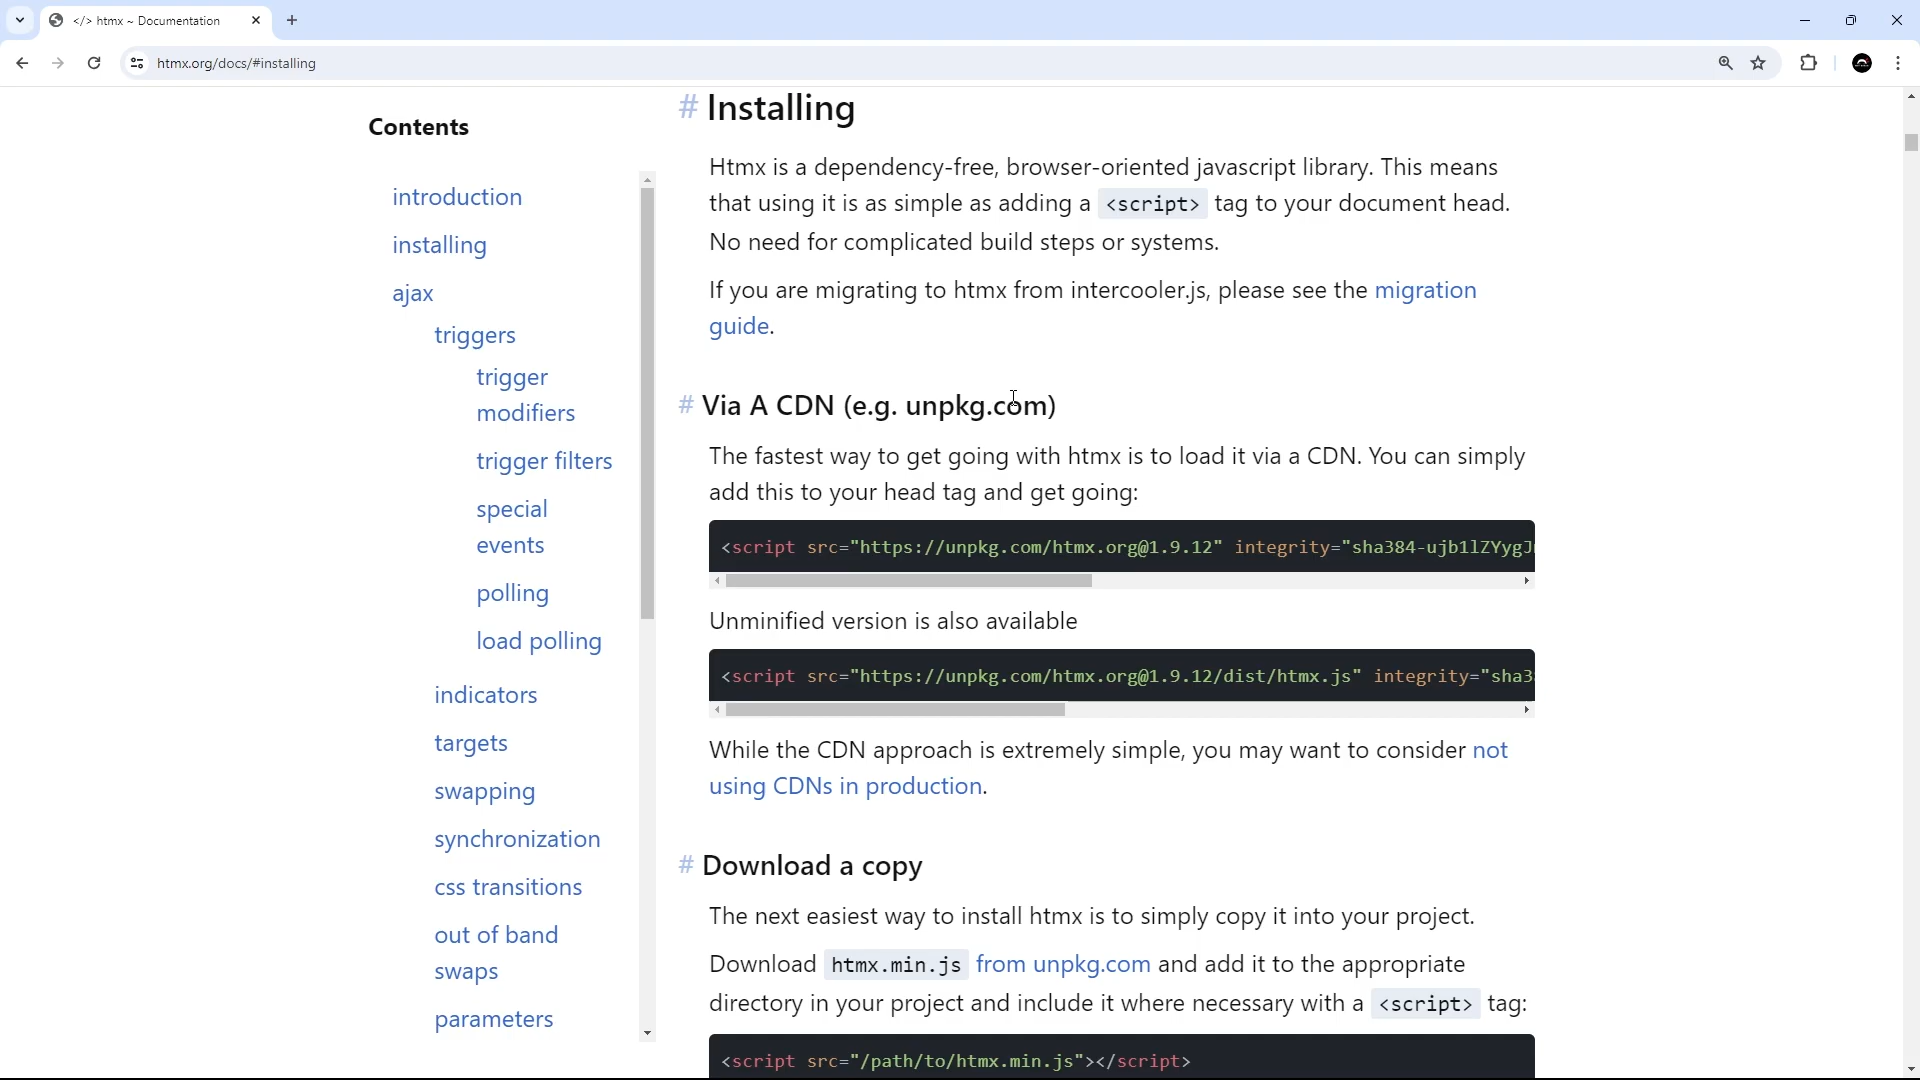 </> htmx ~ Documentation
htmx.org/docs/#installing
Contents
introduction
installing
ajax
triggers
trigger
modifiers
trigger filters
special
events
polling
load polling
indicators
targets
swapping
synchronization
css transitions
out of band
swaps
parameters
# Installing
Htmx is a dependency-free, browser-oriented javascript library. This means
that using it is as simple as adding a <script> tag to your document head.
No need for complicated build steps or systems.
If you are migrating to htmx from intercooler.js, please see the migration
guide.
# Via A CDN (e.g. unpkg.com)
The fastest way to get going with htmx is to load it via a CDN. You can simply
add this to your head tag and get going:
<script src="https://unpkg.com/htmx.org@1.9.12" integrity="sha384-ujb1lZYygJ
Unminified version is also available
<script src="https://unpkg.com/htmx.org@1.9.12/dist/htmx.js" integrity="sha3
While the CDN approach is extremely simple, you may want to consider not
using CDNs in production.
# Download a copy
The next easiest way to install htmx is to simply copy it into your project.
Download htmx.min.js from unpkg.com and add it to the appropriate
directory in your project and include it where necessary with a <script> tag:
<script src="/path/to/htmx.min.js"></script>